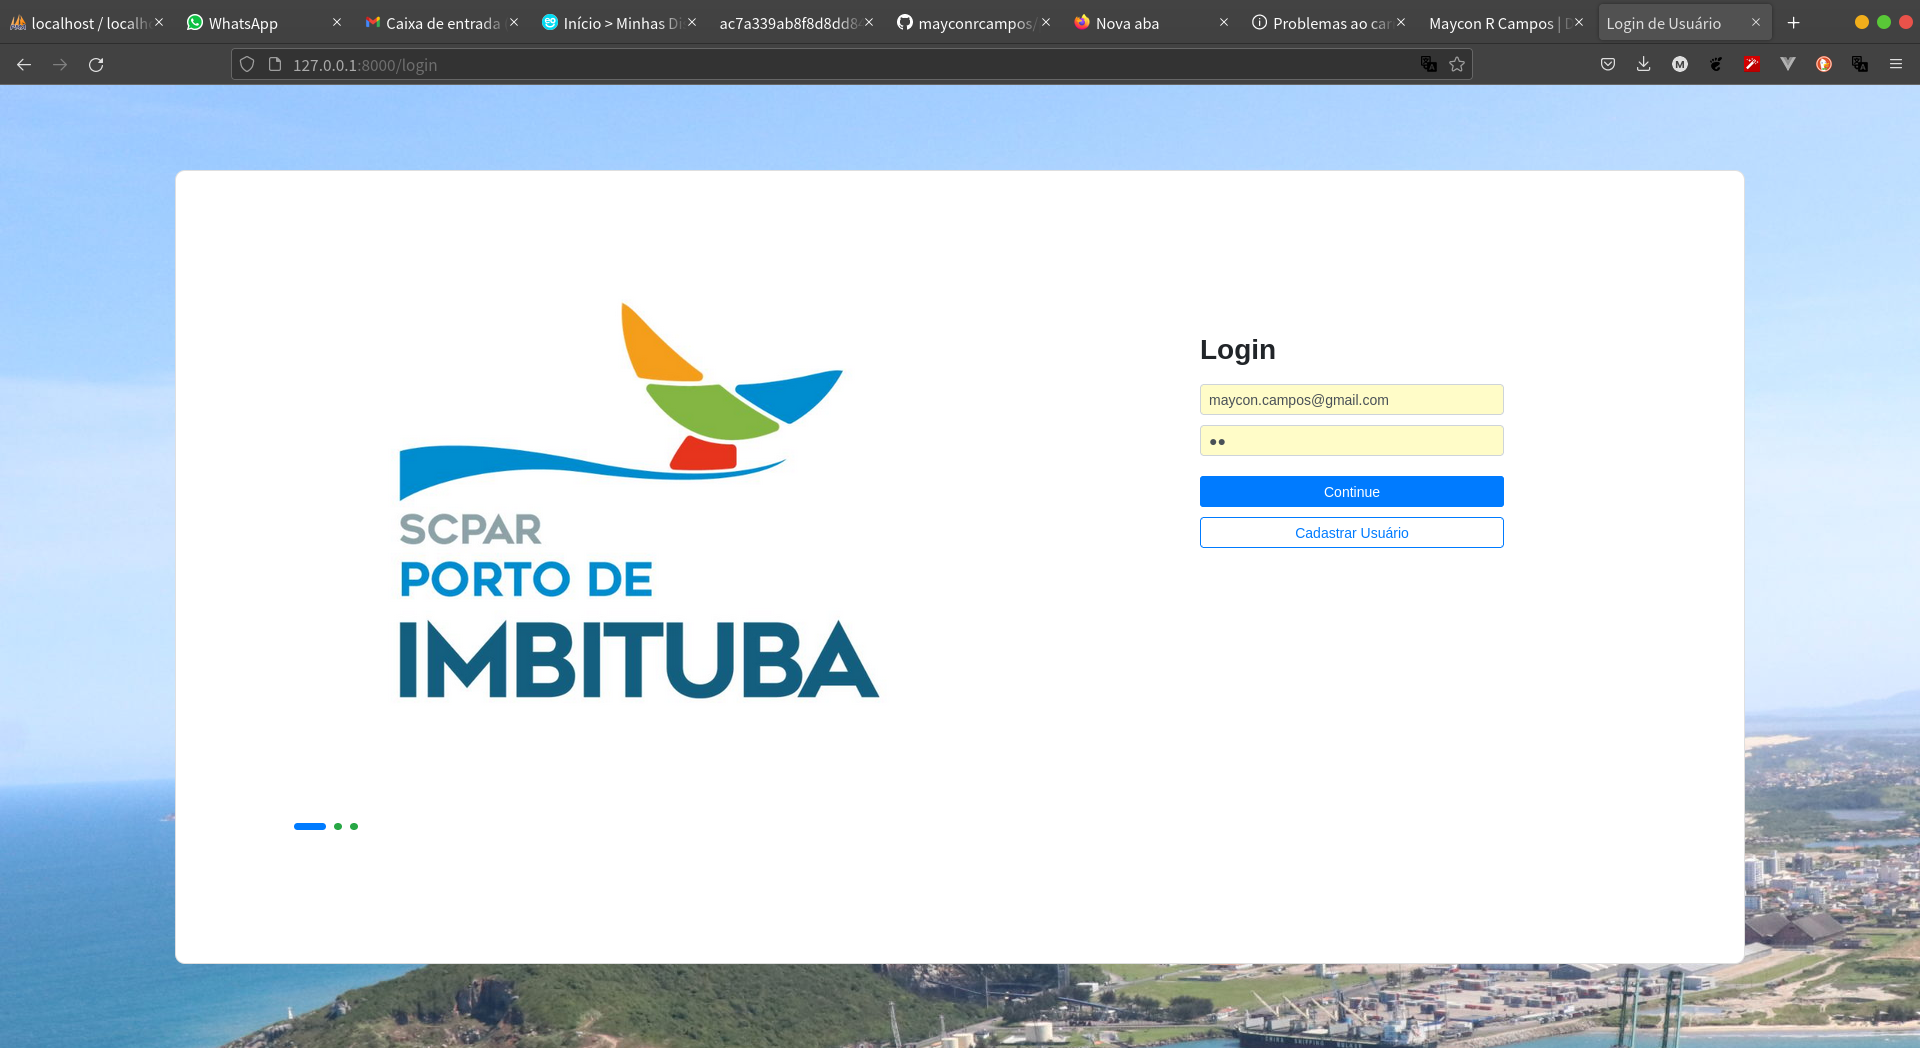 localhost / localh
WhatsApp
Caixa de entrada
Início > Minhas Di
ac7a339ab8f8d8dd8
mayconrcampos/
Nova aba
Problemas ao car
Maycon R Campos | D
Login de Usuário
127.0.0.1:8000/login
SCPAR
PORTO DE
IMBITUBA
Login
maycon.campos@gmail.com
●●
Continue
Cadastrar Usuário